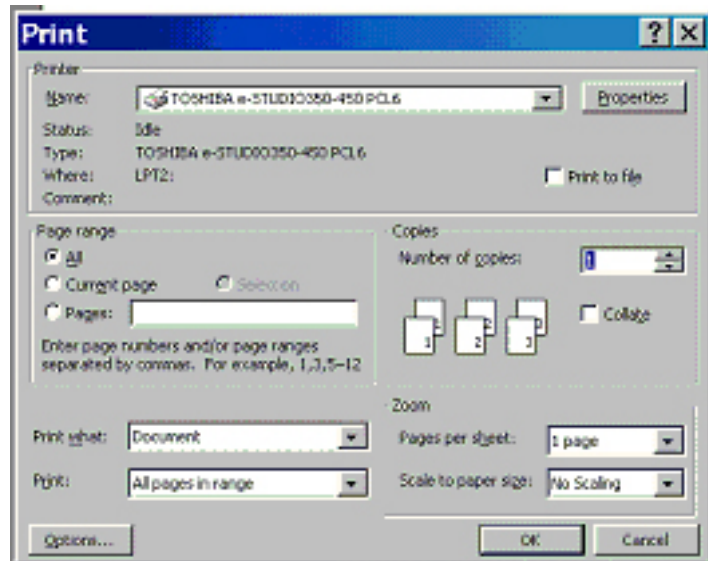 Print
Printer
Name: TOSHIBA e-STUDIO350-450 PCL6 Properties
Status: Idle
Type: TOSHIBA e-STUDIO350-450 PCL6
Where: LPT2: Print to file
Comment:
Page range
All
Current page Selection
Pages:
Enter page numbers and/or page ranges
separated by commas. For example, 1,3,5–12
Copies
Number of copies: 1
1 2 3 Collate
Print what: Document
Print: All pages in range
Zoom
Pages per sheet: 1 page
Scale to paper size: No Scaling
Options... OK Cancel